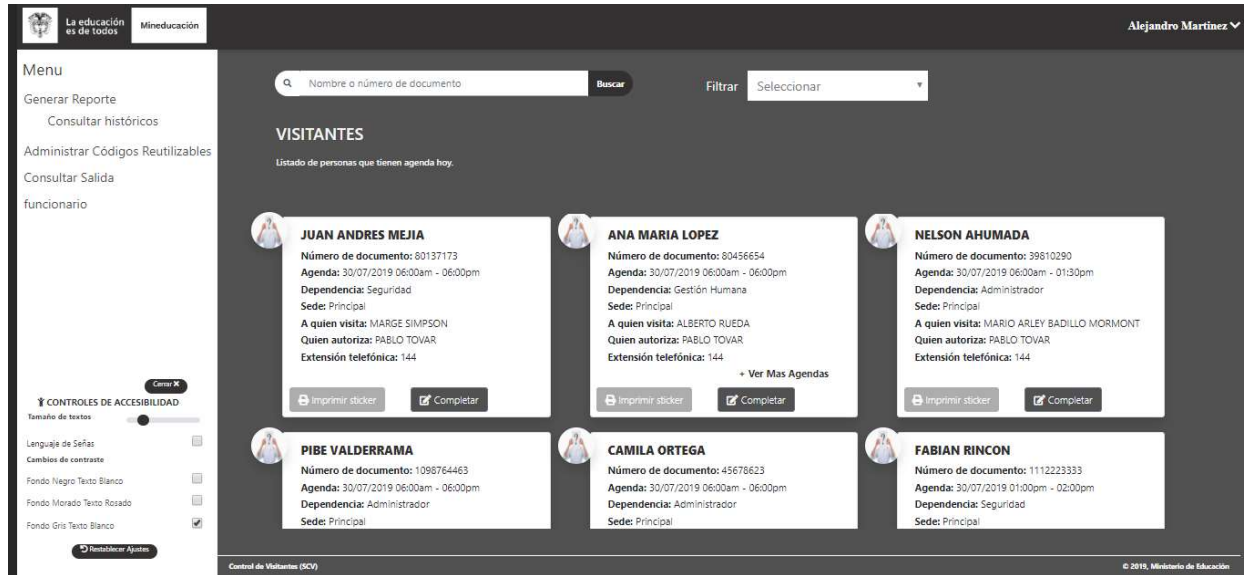 La educación
es de todos
Mineducación
Alejandro Martinez
Menu
Generar Reporte
Consultar históricos
Administrar Códigos Reutilizables
Consultar Salida
funcionario
Cerrar X
CONTROLES DE ACCESIBILIDAD
Tamaño de textos
Lenguaje de Señas
Cambios de contraste
Fondo Negro Texto Blanco
Fondo Morado Texto Rosado
Fondo Gris Texto Blanco
Restablecer Ajustes
Nombre o número de documento
Buscar
Filtrar
Seleccionar
VISITANTES
Listado de personas que tienen agenda hoy.
JUAN ANDRES MEJIA
Número de documento: 80137173
Agenda: 30/07/2019 06:00am - 06:00pm
Dependencia: Seguridad
Sede: Principal
A quien visita: MARGE SIMPSON
Quien autoriza: PABLO TOVAR
Extensión telefónica: 144
Imprimir sticker
Completar
ANA MARIA LOPEZ
Número de documento: 80456654
Agenda: 30/07/2019 06:00am - 06:00pm
Dependencia: Gestión Humana
Sede: Principal
A quien visita: ALBERTO RUEDA
Quien autoriza: PABLO TOVAR
Extensión telefónica: 144
+ Ver Mas Agendas
Imprimir sticker
Completar
NELSON AHUMADA
Número de documento: 39810290
Agenda: 30/07/2019 06:00am - 01:30pm
Dependencia: Administrador
Sede: Principal
A quien visita: MARIO ARLEY BADILLO MORMONT
Quien autoriza: PABLO TOVAR
Extensión telefónica: 144
Imprimir sticker
Completar
PIBE VALDERRAMA
Número de documento: 1098764463
Agenda: 30/07/2019 06:00am - 06:00pm
Dependencia: Administrador
Sede: Principal
CAMILA ORTEGA
Número de documento: 45678623
Agenda: 30/07/2019 06:00am - 06:00pm
Dependencia: Administrador
Sede: Principal
FABIAN RINCON
Número de documento: 1112223333
Agenda: 30/07/2019 01:00pm - 02:00pm
Dependencia: Seguridad
Sede: Principal
Control de Visitantes (SCV)
© 2019, Ministerio de Educación